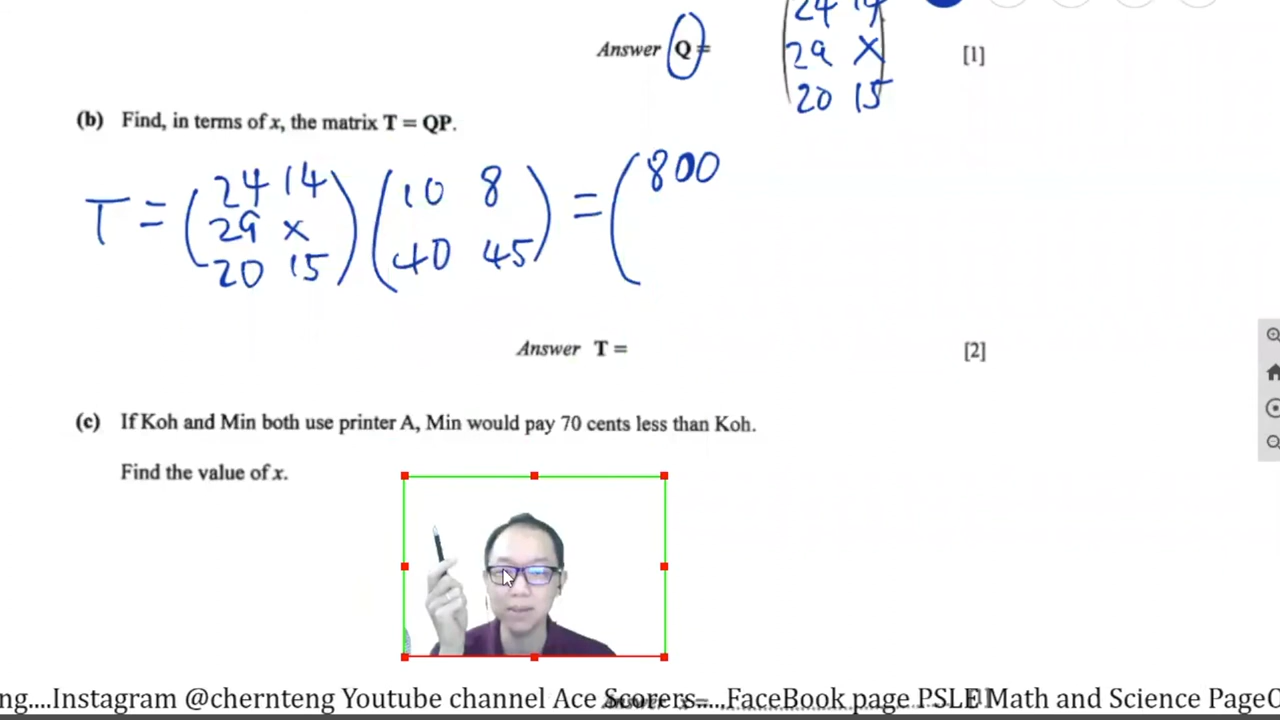 24 14
Answer Q = 29 x [1]
20 15
(b) Find, in terms of x, the matrix T = QP.
T = (24 14 29 x 20 15) (10 8 40 45) = (800
Answer T = [2]
(c) If Koh and Min both use printer A, Min would pay 70 cents less than Koh.
Find the value of x.
ng....Instagram @chernteng Youtube channel Ace Scorers.....FaceBook page PSLE Math and Science Page